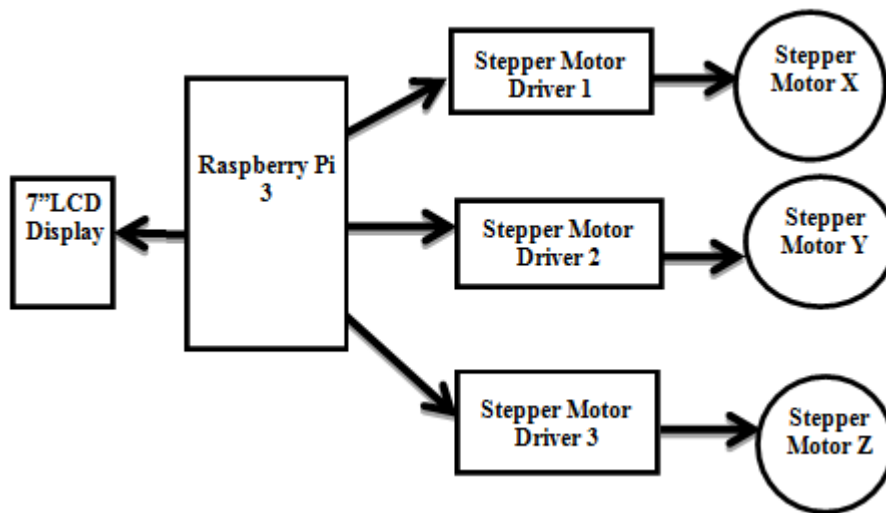 7”LCD
Display
Raspberry Pi
3
Stepper Motor
Driver 1
Stepper
Motor X
Stepper Motor
Driver 2
Stepper
Motor Y
Stepper Motor
Driver 3
Stepper
Motor Z